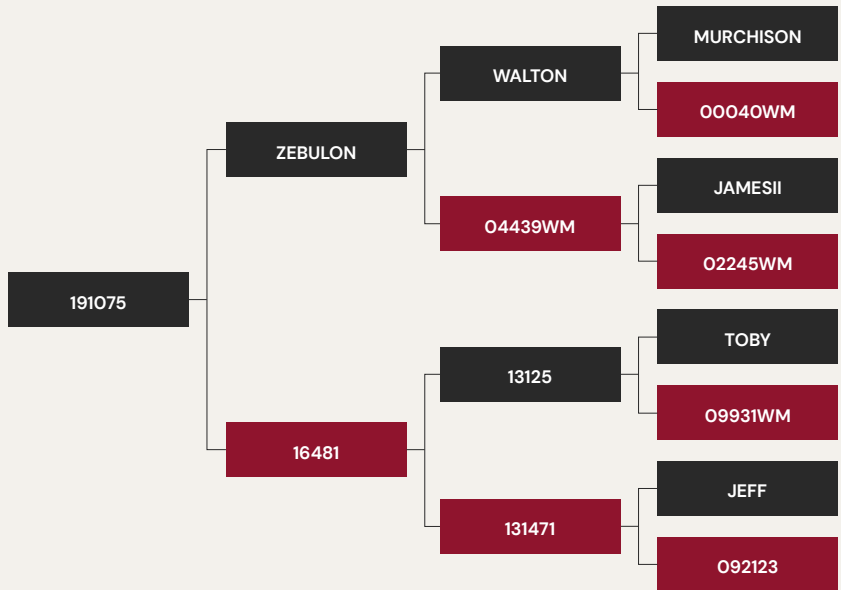 MURCHISON
WALTON
00040WM
ZEBULON
JAMESII
04439WM
02245WM
191075
TOBY
13125
09931WM
16481
JEFF
131471
092123